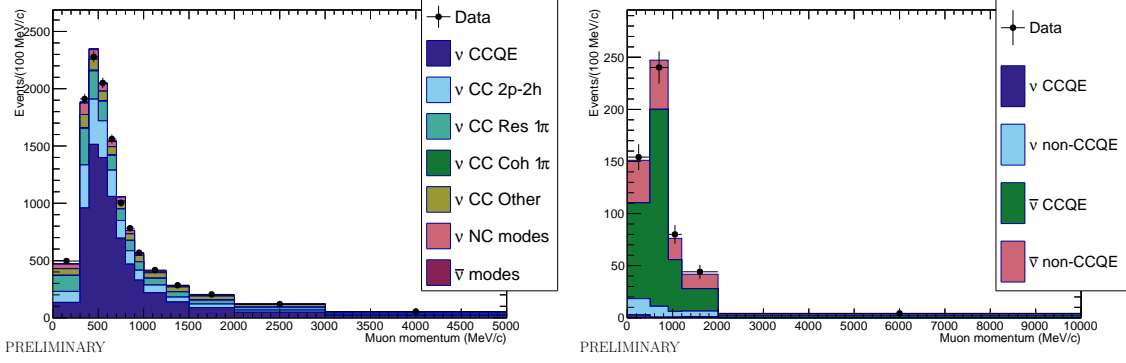 Events/(100 MeV/c)
2500
2000
1500
1000
500
0
0 500 1000 1500 2000 2500 3000 3500 4000 4500 5000
Muon momentum (MeV/c)
Data
ν CCQE
ν CC 2p-2h
ν CC Res 1π
ν CC Coh 1π
ν CC Other
ν NC modes
ν̅ modes
PRELIMINARY
Events/(100 MeV/c)
250
200
150
100
50
0
0 1000 2000 3000 4000 5000 6000 7000 8000 9000 10000
Muon momentum (MeV/c)
Data
ν CCQE
ν non-CCQE
ν̅ CCQE
ν̅ non-CCQE
PRELIMINARY